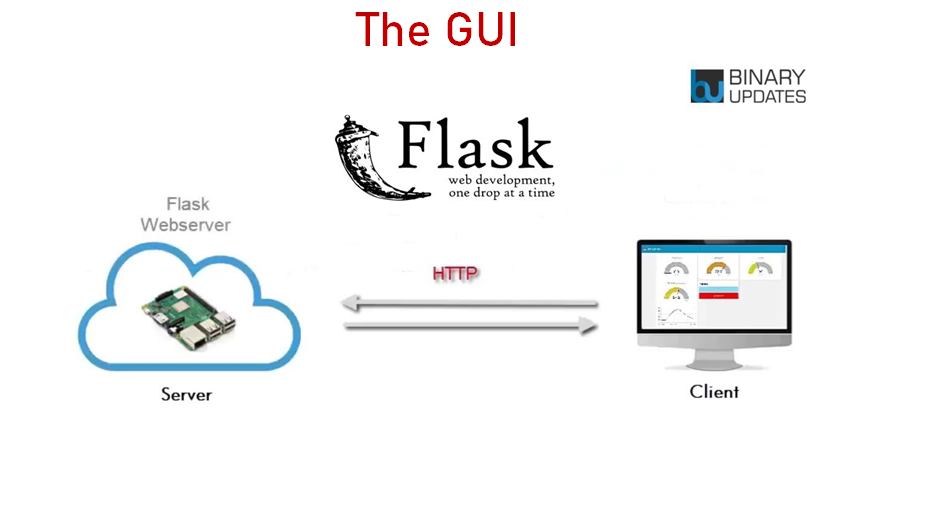 The GUI
BINARY
UPDATES
Flask
web development,
one drop at a time
Flask
Webserver
HTTP
Server
Client